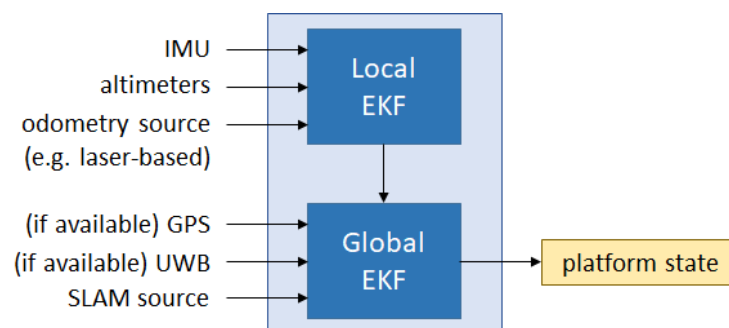 IMU
altimeters
odometry source
(e.g. laser-based)
Local
EKF
(if available) GPS
(if available) UWB
SLAM source
Global
EKF
platform state